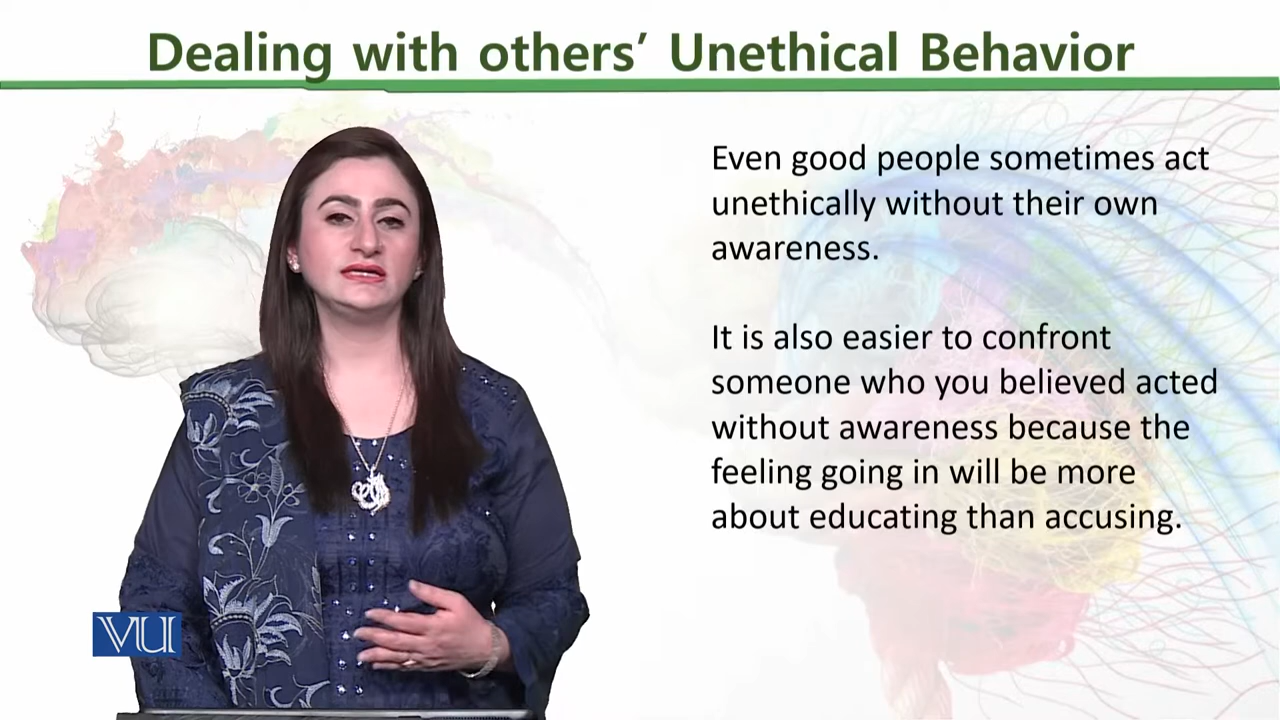 Dealing with others’ Unethical Behavior
Even good people sometimes act
unethically without their own
awareness.
It is also easier to confront
someone who you believed acted
without awareness because the
feeling going in will be more
about educating than accusing.
VU